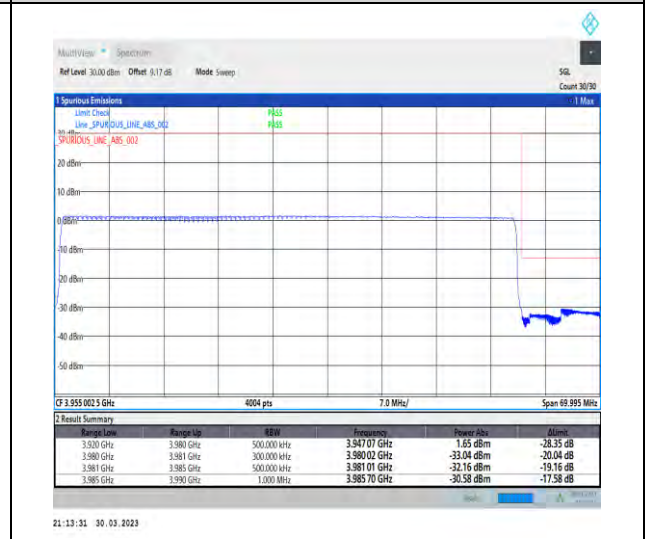 MultiView Spectrum
Ref Level 30.00 dBm Offset 9.17 dB Mode Sweep SGL
Count 30/30
1 Spurious Emissions 1 Max
Limit Check PASS
Line _SPURIOUS_LINE_ABS_002 PASS
30 dBm
_SPURIOUS_LINE_ABS_002
20 dBm
10 dBm
0 dBm
-10 dBm
-20 dBm
-30 dBm
-40 dBm
-50 dBm
CF 3.955 002 5 GHz 4004 pts 7.0 MHz/ Span 69.995 MHz
2 Result Summary
Range Low Range Up RBW Frequency Power Abs ΔLimit
3.920 GHz 3.980 GHz 500.000 kHz 3.947 07 GHz 1.65 dBm -28.35 dB
3.980 GHz 3.981 GHz 300.000 kHz 3.980 02 GHz -33.04 dBm -20.04 dB
3.981 GHz 3.985 GHz 500.000 kHz 3.981 01 GHz -32.16 dBm -19.16 dB
3.985 GHz 3.990 GHz 1.000 MHz 3.985 70 GHz -30.58 dBm -17.58 dB
21:13:31 30.03.2023